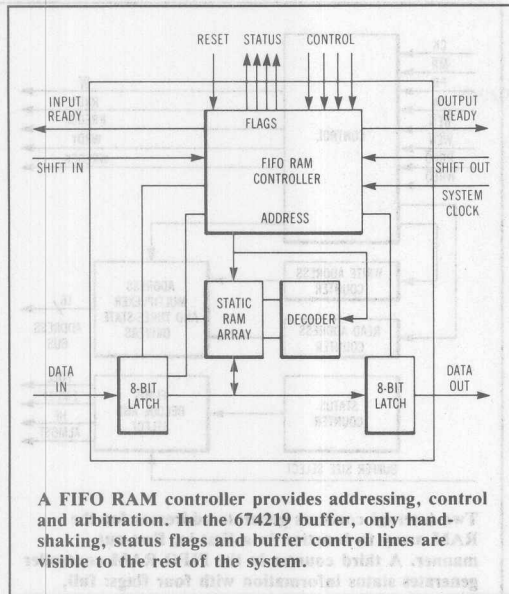 RESET STATUS CONTROL
INPUT READY
OUTPUT READY
FLAGS
FIFO RAM CONTROLLER
SHIFT IN
SHIFT OUT
SYSTEM CLOCK
ADDRESS
STATIC RAM ARRAY
DECODER
DATA IN
8-BIT LATCH
8-BIT LATCH
DATA OUT
A FIFO RAM controller provides addressing, control
and arbitration. In the 674219 buffer, only hand-
shaking, status flags and buffer control lines are
visible to the rest of the system.